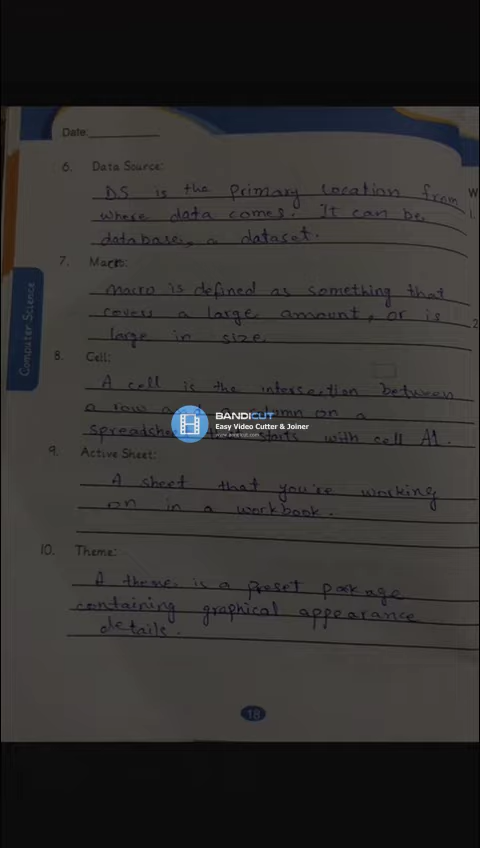 Date:
6. Data Source:
DS is the primary Location from
where data comes. It can be
database, a dataset.
7. Macro:
Macro is defined as something that
covers a large amount, or is
large in size.
8. Cell:
A cell is the intersection between
a row column on a
spreadsheet starts with cell A1.
9. Active Sheet:
A sheet that you're working
on in a workbook.
10. Theme:
A theme, is a preset package
containing graphical appearance
details.
Computer Science
W
1.
2
18
BANDICUT
Easy Video Cutter & Joiner